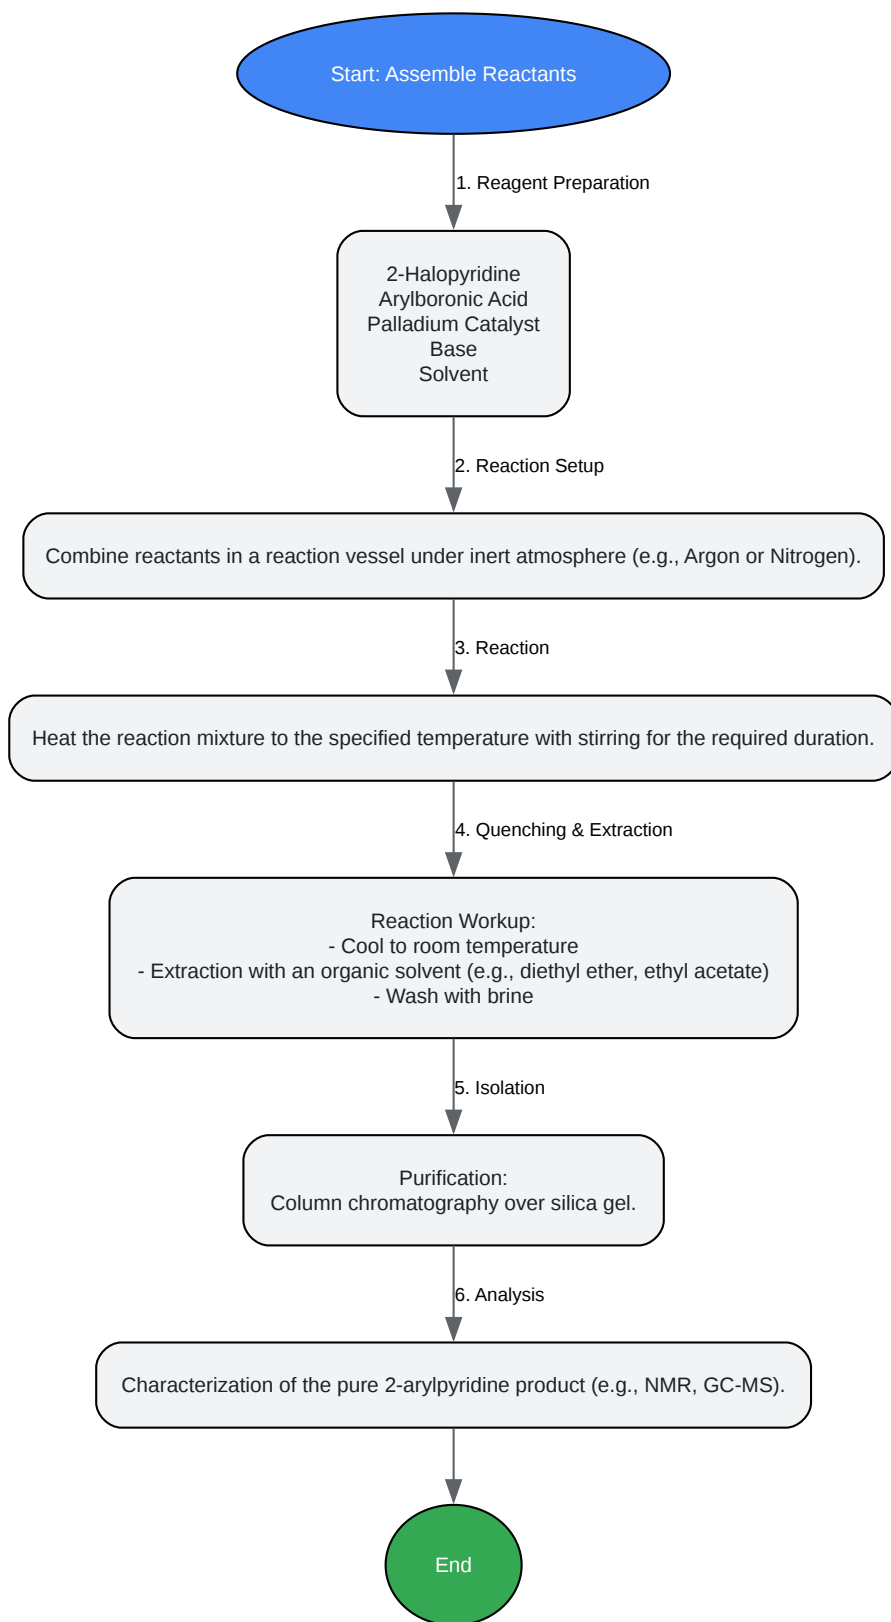 Start: Assemble Reactants
1. Reagent Preparation
2-Halopyridine
Arylboronic Acid
Palladium Catalyst
Base
Solvent
2. Reaction Setup
Combine reactants in a reaction vessel under inert atmosphere (e.g., Argon or Nitrogen).
3. Reaction
Heat the reaction mixture to the specified temperature with stirring for the required duration.
4. Quenching & Extraction
Reaction Workup:
- Cool to room temperature
- Extraction with an organic solvent (e.g., diethyl ether, ethyl acetate)
- Wash with brine
5. Isolation
Purification:
Column chromatography over silica gel.
6. Analysis
Characterization of the pure 2-arylpyridine product (e.g., NMR, GC-MS).
End